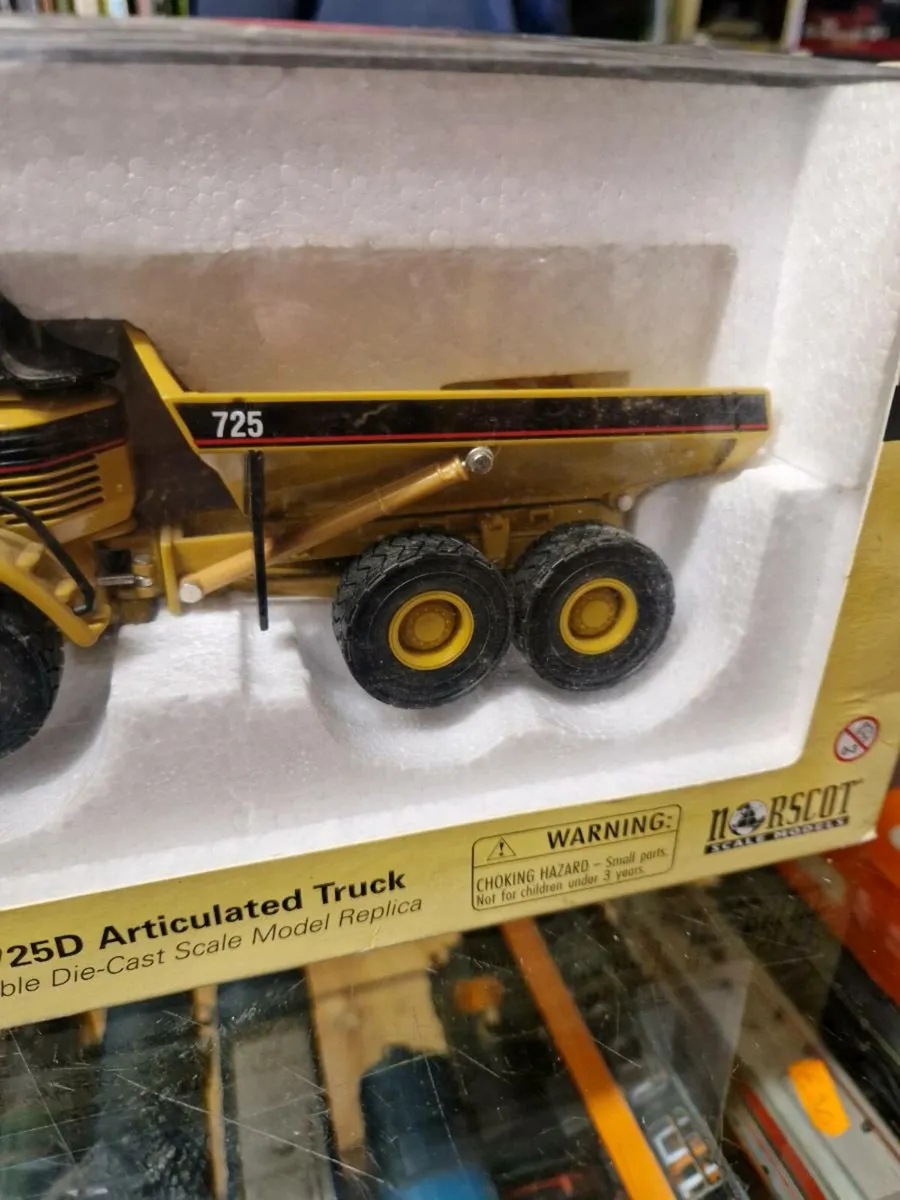 725
WARNING:
CHOKING HAZARD – Small parts.
Not for children under 3 years.
NORSCOT
SCALE MODELS
725D Articulated Truck
ble Die-Cast Scale Model Replica